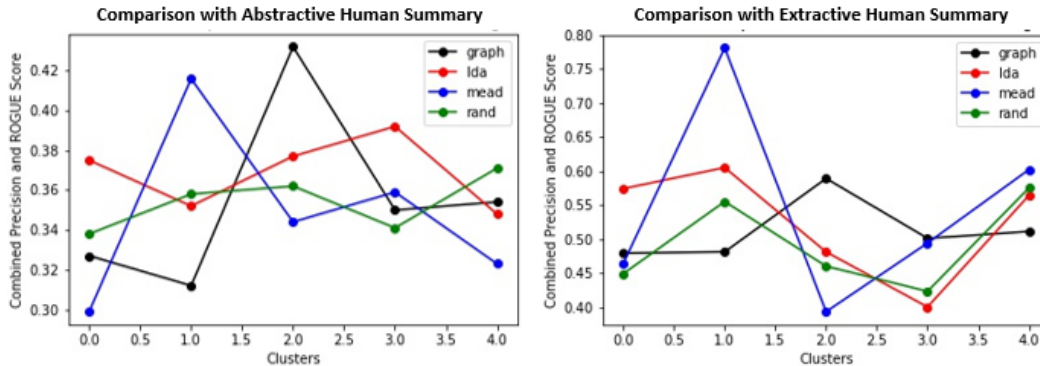 Comparison with Abstractive Human Summary
Combined Precision and ROGUE Score
0.42
0.40
0.38
0.36
0.34
0.32
0.30
graph
lda
mead
rand
0.0 0.5 1.0 1.5 2.0 2.5 3.0 3.5 4.0
Clusters
Comparison with Extractive Human Summary
Combined Precision and ROGUE Score
0.80
0.75
0.70
0.65
0.60
0.55
0.50
0.45
0.40
graph
lda
mead
rand
0.0 0.5 1.0 1.5 2.0 2.5 3.0 3.5 4.0
Clusters